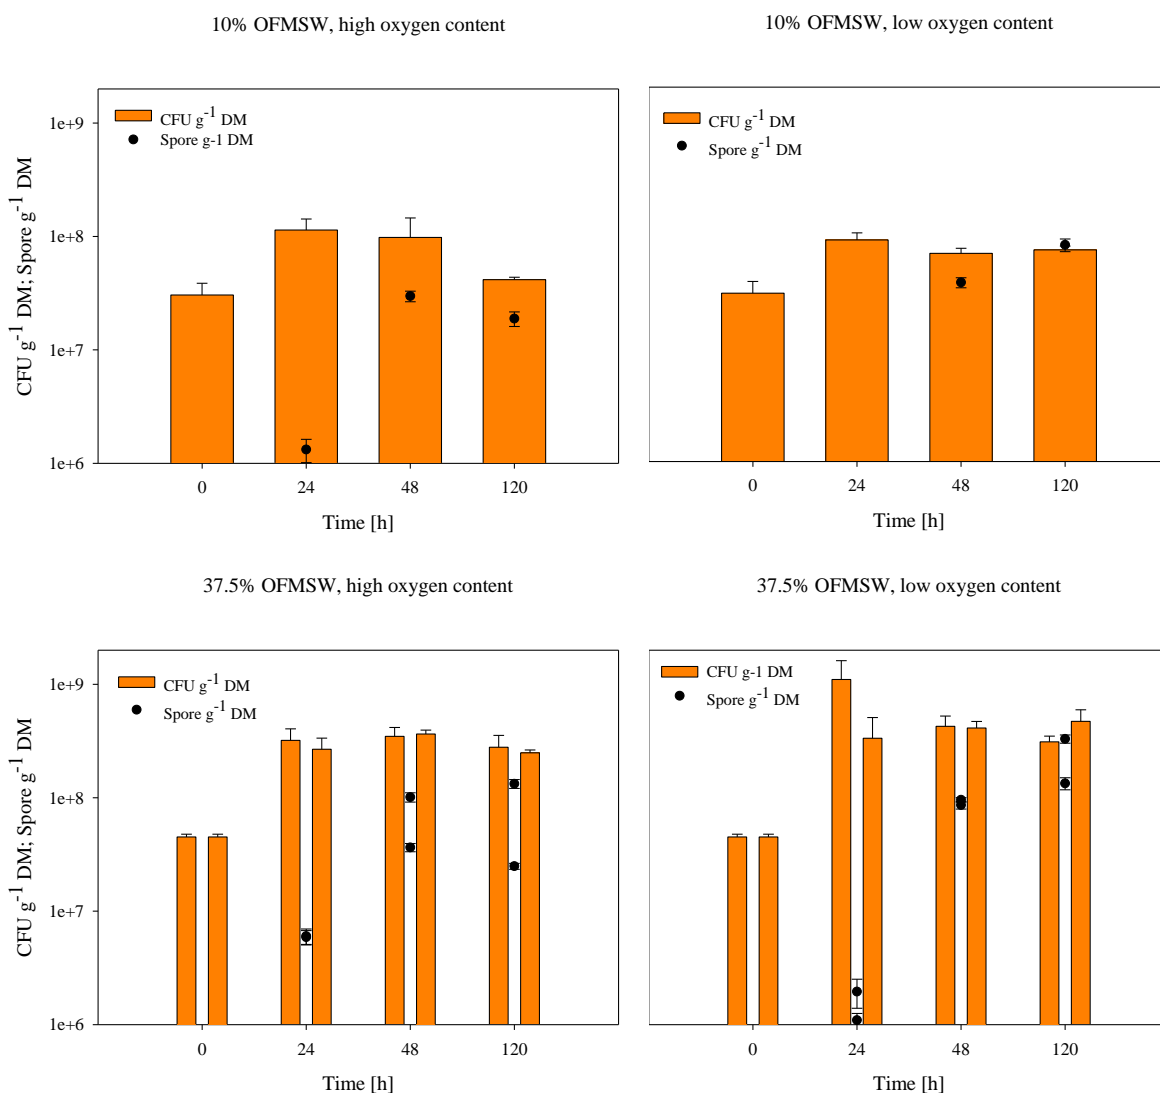 10% OFMSW, high oxygen content
10% OFMSW, low oxygen content
CFU g-1 DM; Spore g-1 DM
1e+9
1e+8
1e+7
1e+6
CFU g-1 DM
Spore g-1 DM
0 24 48 120
Time [h]
CFU g-1 DM
Spore g-1 DM
0 24 48 120
Time [h]
37.5% OFMSW, high oxygen content
37.5% OFMSW, low oxygen content
CFU g-1 DM; Spore g-1 DM
1e+9
1e+8
1e+7
1e+6
CFU g-1 DM
Spore g-1 DM
0 24 48 120
Time [h]
CFU g-1 DM
Spore g-1 DM
0 24 48 120
Time [h]